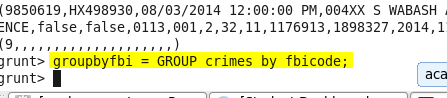 (9850619,HX498930,08/03/2014 12:00:00 PM,004XX S WABASH A
ENCE,false,false,0113,001,2,32,11,1176913,1898327,2014,11
(9,,,,,,,,,,,,,,,,,,,,,)
grunt> groupbyfbi = GROUP crimes by fbicode;
grunt>
aca